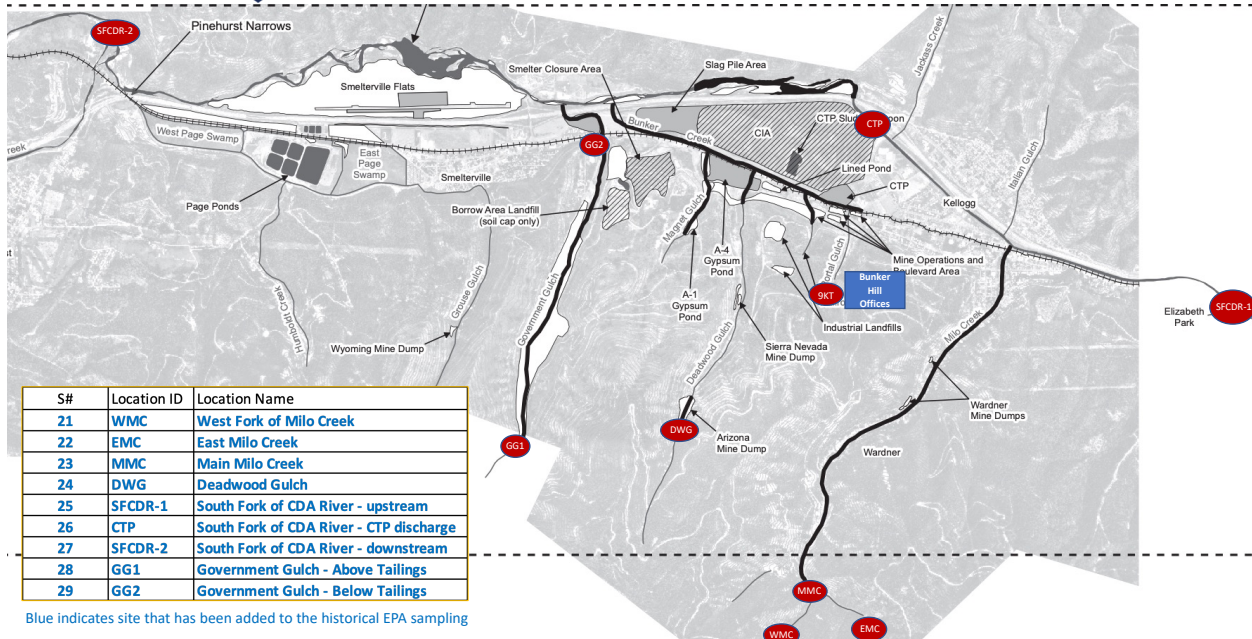 SFCDR-2
Pinehurst Narrows
Jackass Creek
Smelter Closure Area
Slag Pile Area
Smelterville Flats
CIA
CTP Slud oon
CTP
Bunker Creek
GG2
Italian Gulch
West Page Swamp
reek
East
Page
Swamp
Lined Pond
Smelterville
CTP
Kellogg
Page Ponds
Borrow Area Landfill
(soil cap only)
Magnet Gulch
A-4
Gypsum
Pond
Mine Operations and
Boulevard Area
ortal Gulch
9KT
Bunker
Hill
Offices
SFCDR-1
Elizabeth
Park
A-1
Gypsum
Pond
Industrial Landfills
Humboldt Creek
Grouse Gulch
Government Gulch
Milo Creek
Wyoming Mine Dump
Sierra Nevada
Mine Dump
Deadwood Gulch
Wardner
Mine Dumps
DWG
Arizona
Mine Dump
GG1
Wardner
S# Location ID Location Name
21 WMC West Fork of Milo Creek
22 EMC East Milo Creek
23 MMC Main Milo Creek
24 DWG Deadwood Gulch
25 SFCDR-1 South Fork of CDA River - upstream
26 CTP South Fork of CDA River - CTP discharge
27 SFCDR-2 South Fork of CDA River - downstream
28 GG1 Government Gulch - Above Tailings
29 GG2 Government Gulch - Below Tailings
Blue indicates site that has been added to the historical EPA sampling
MMC
WMC
EMC